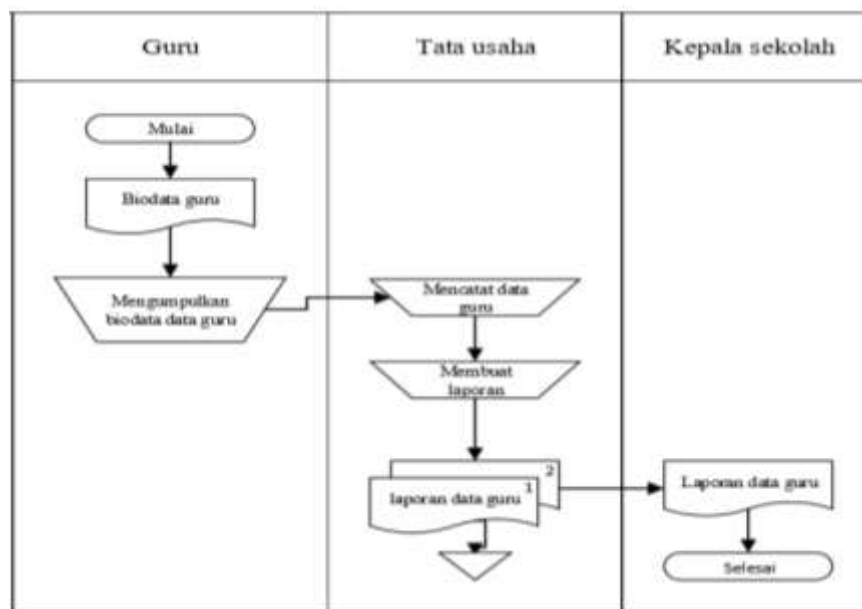 Guru
Tata usaha
Kepala sekolah
Mulai
Biodata guru
Mengumpulkan
biodata data guru
Mencatat data
guru
Membuat
laporan
2
1
laporan data guru
Laporan data guru
Selesai